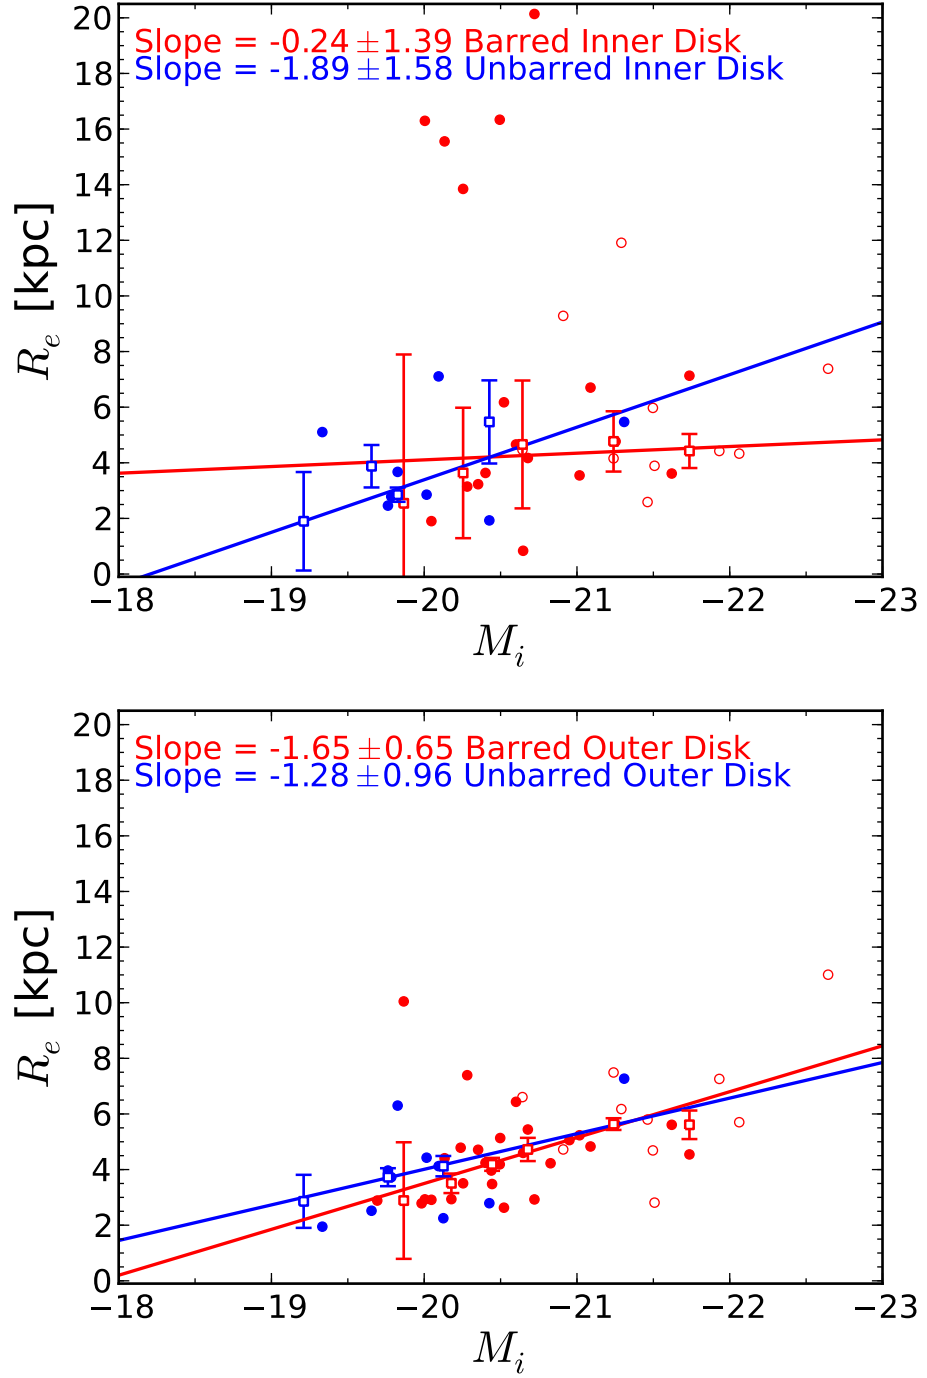 Slope = -0.24 ±1.39 Barred Inner Disk
Slope = -1.89 ±1.58 Unbarred Inner Disk
20
18
16
14
12
10
8
6
4
2
0
R_e [kpc]
−18 −19 −20 −21 −22 −23
M_i
Slope = -1.65 ±0.65 Barred Outer Disk
Slope = -1.28 ±0.96 Unbarred Outer Disk
20
18
16
14
12
10
8
6
4
2
0
R_e [kpc]
−18 −19 −20 −21 −22 −23
M_i